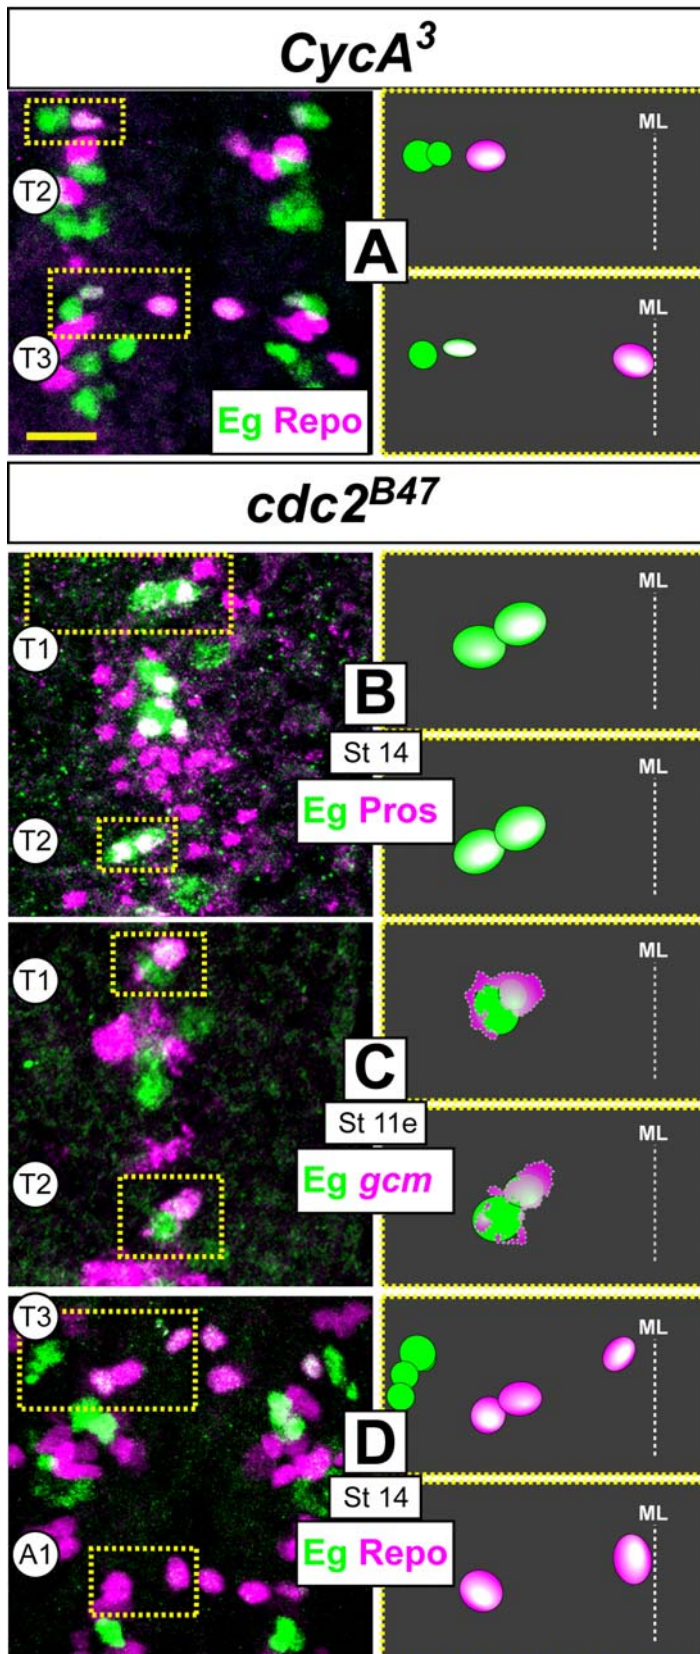 CycA³
T2
ML
A
ML
T3
Eg Repo
cdc2ᴮ⁴⁷
T1
ML
B
St 14
Eg Pros
ML
T2
T1
ML
C
St 11e
Eg gcm
ML
T2
T3
ML
D
St 14
Eg Repo
ML
A1